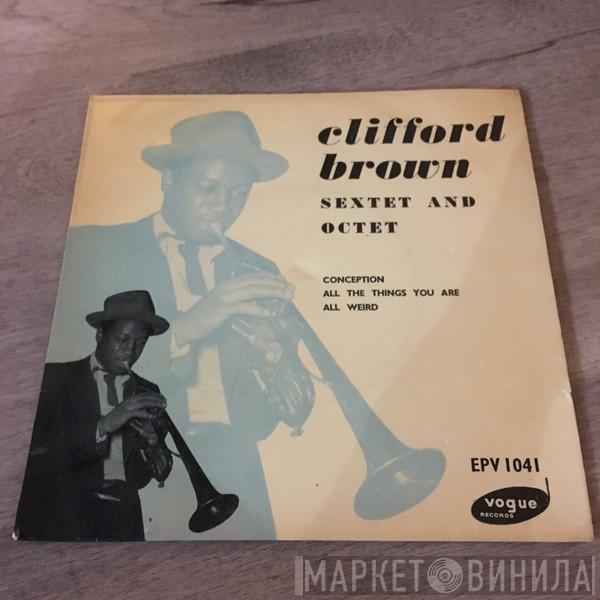 clifford
brown
SEXTET AND
OCTET
CONCEPTION
ALL THE THINGS YOU ARE
ALL WEIRD
EPV 1041
vogue
RECORDS
МАРКЕТ ВИНИЛА